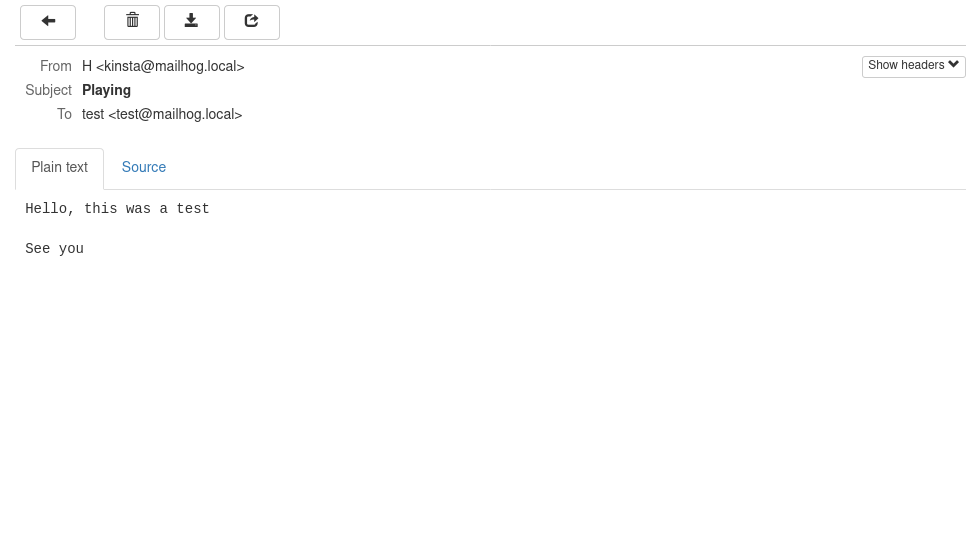 From H <kinsta@mailhog.local>
Show headers
Subject Playing
To test <test@mailhog.local>
Plain text Source
Hello, this was a test
See you